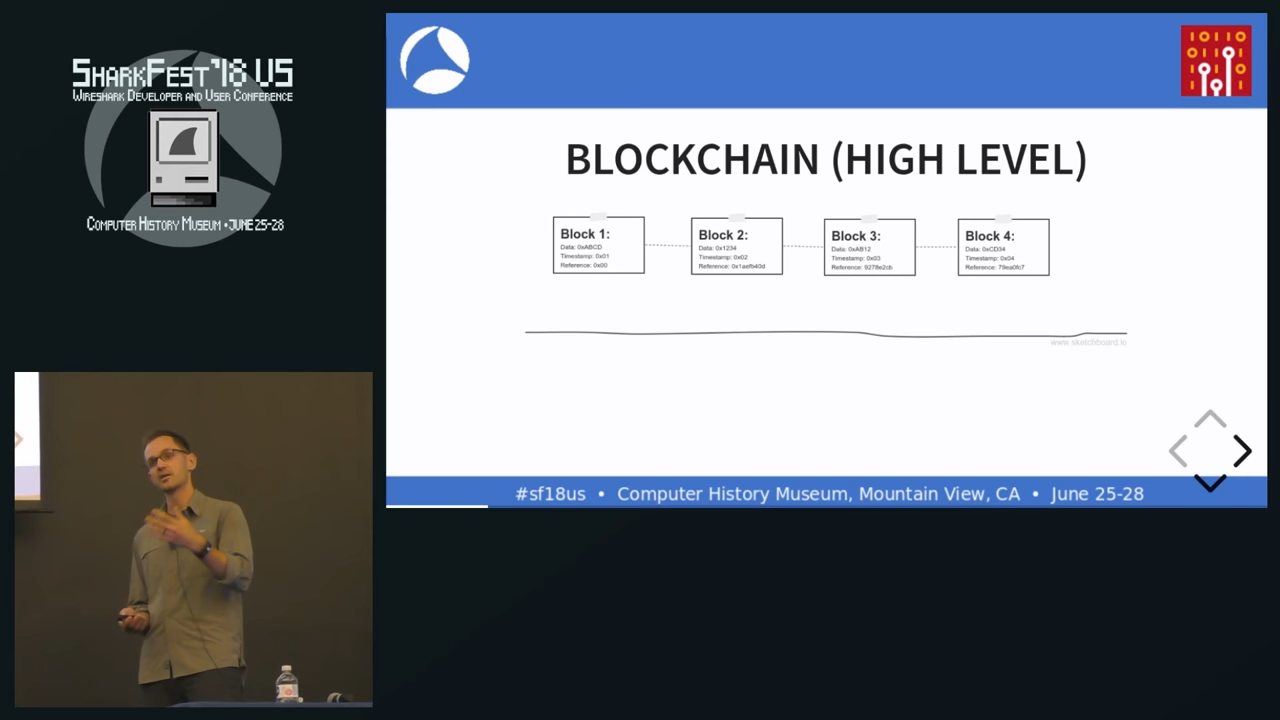 SHARKFEST'18 US
WIRESHARK DEVELOPER AND USER CONFERENCE
COMPUTER HISTORY MUSEUM • JUNE 25-28
10110
BLOCKCHAIN (HIGH LEVEL)
Block 1:
Data: 0xABCD
Timestamp: 0x01
Reference: 0x00
Block 2:
Data: 0x1234
Timestamp: 0x02
Reference: 0x1aefb40d
Block 3:
Data: 0xAB12
Timestamp: 0x03
Reference: 9278e2cb
Block 4:
Data: 0xCD34
Timestamp: 0x04
Reference: 79ea0fc7
www.sketchboard.io
#sf18us • Computer History Museum, Mountain View, CA • June 25-28